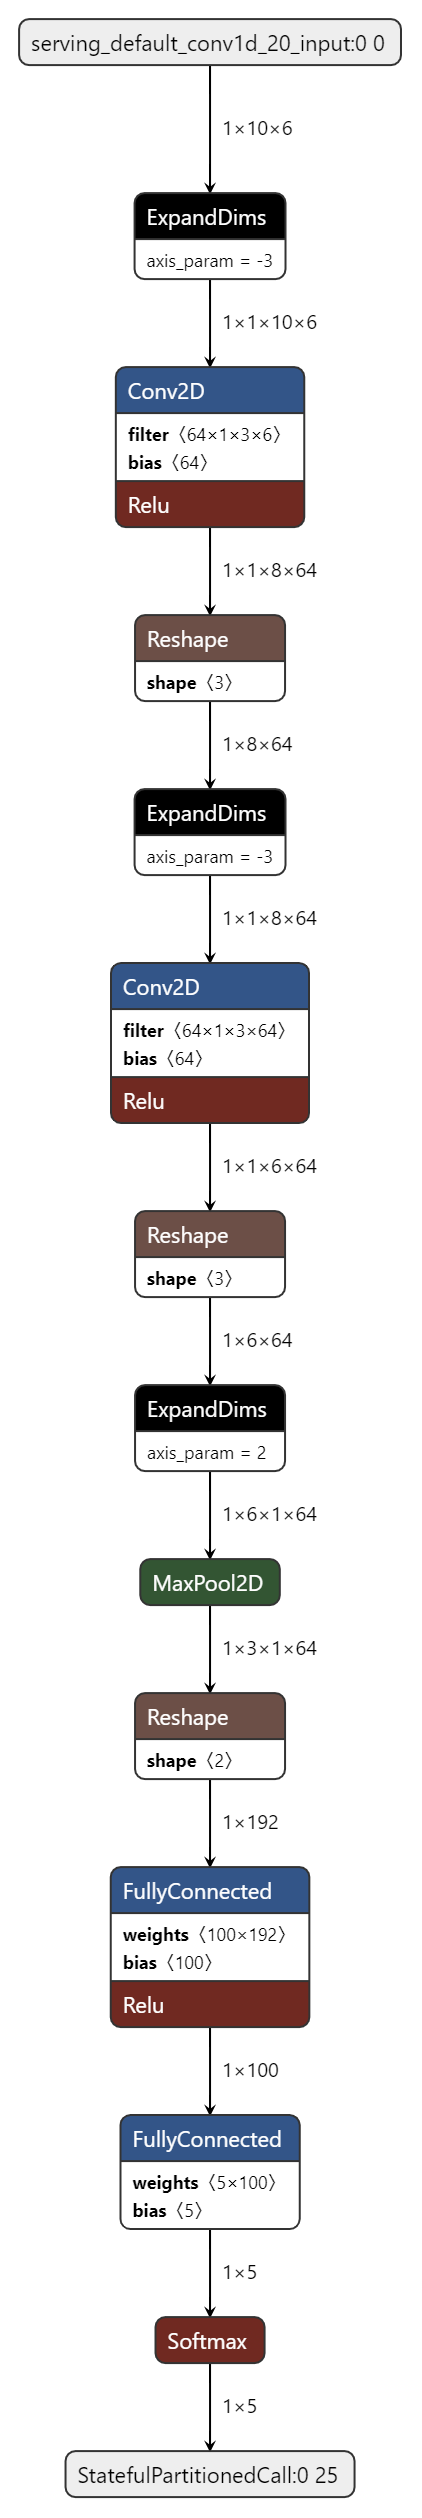 serving_default_conv1d_20_input:0 0
1×10×6
ExpandDims
axis_param = -3
1×1×10×6
Conv2D
filter〈64×1×3×6〉
bias〈64〉
Relu
1×1×8×64
Reshape
shape〈3〉
1×8×64
ExpandDims
axis_param = -3
1×1×8×64
Conv2D
filter〈64×1×3×64〉
bias〈64〉
Relu
1×1×6×64
Reshape
shape〈3〉
1×6×64
ExpandDims
axis_param = 2
1×6×1×64
MaxPool2D
1×3×1×64
Reshape
shape〈2〉
1×192
FullyConnected
weights〈100×192〉
bias〈100〉
Relu
1×100
FullyConnected
weights〈5×100〉
bias〈5〉
1×5
Softmax
1×5
StatefulPartitionedCall:0 25